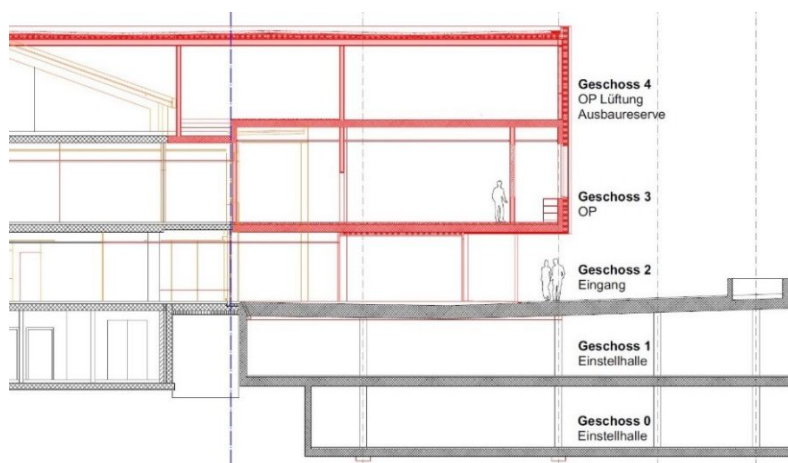 Geschoss 4
OP Lüftung
Ausbaureserve
Geschoss 3
OP
Geschoss 2
Eingang
Geschoss 1
Einstellhalle
Geschoss 0
Einstellhalle